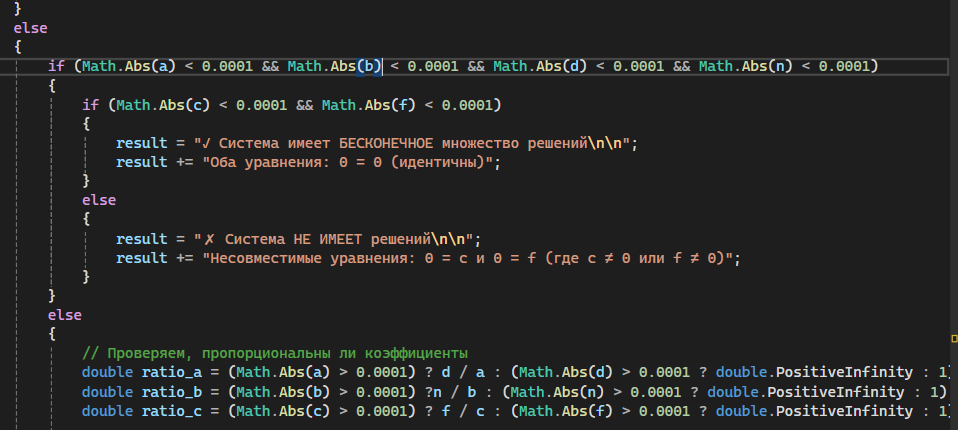 }
else
{
if (Math.Abs(a) < 0.0001 && Math.Abs(b) < 0.0001 && Math.Abs(d) < 0.0001 && Math.Abs(n) < 0.0001)
{
if (Math.Abs(c) < 0.0001 && Math.Abs(f) < 0.0001)
{
result = "✓ Система имеет БЕСКОНЕЧНОЕ множество решений\n\n";
result += "Оба уравнения: 0 = 0 (идентичны)";
}
else
{
result = "✗ Система НЕ ИМЕЕТ решений\n\n";
result += "Несовместимые уравнения: 0 = c и 0 = f (где c ≠ 0 или f ≠ 0)";
}
}
else
{
// Проверяем, пропорциональны ли коэффициенты
double ratio_a = (Math.Abs(a) > 0.0001) ? d / a : (Math.Abs(d) > 0.0001 ? double.PositiveInfinity : 1)
double ratio_b = (Math.Abs(b) > 0.0001) ?n / b : (Math.Abs(n) > 0.0001 ? double.PositiveInfinity : 1)
double ratio_c = (Math.Abs(c) > 0.0001) ? f / c : (Math.Abs(f) > 0.0001 ? double.PositiveInfinity : 1)